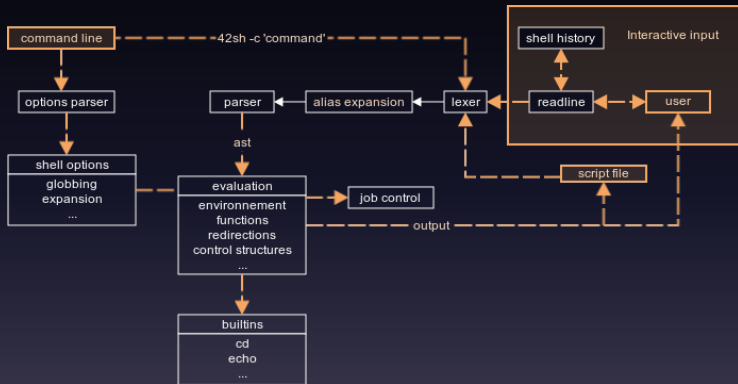 Interactive input
command line
42sh -c 'command'
shell history
options parser
parser
alias expansion
lexer
readline
user
ast
shell options
globbing
expansion
...
evaluation
environnement
functions
redirections
control structures
...
job control
script file
output
builtins
cd
echo
...